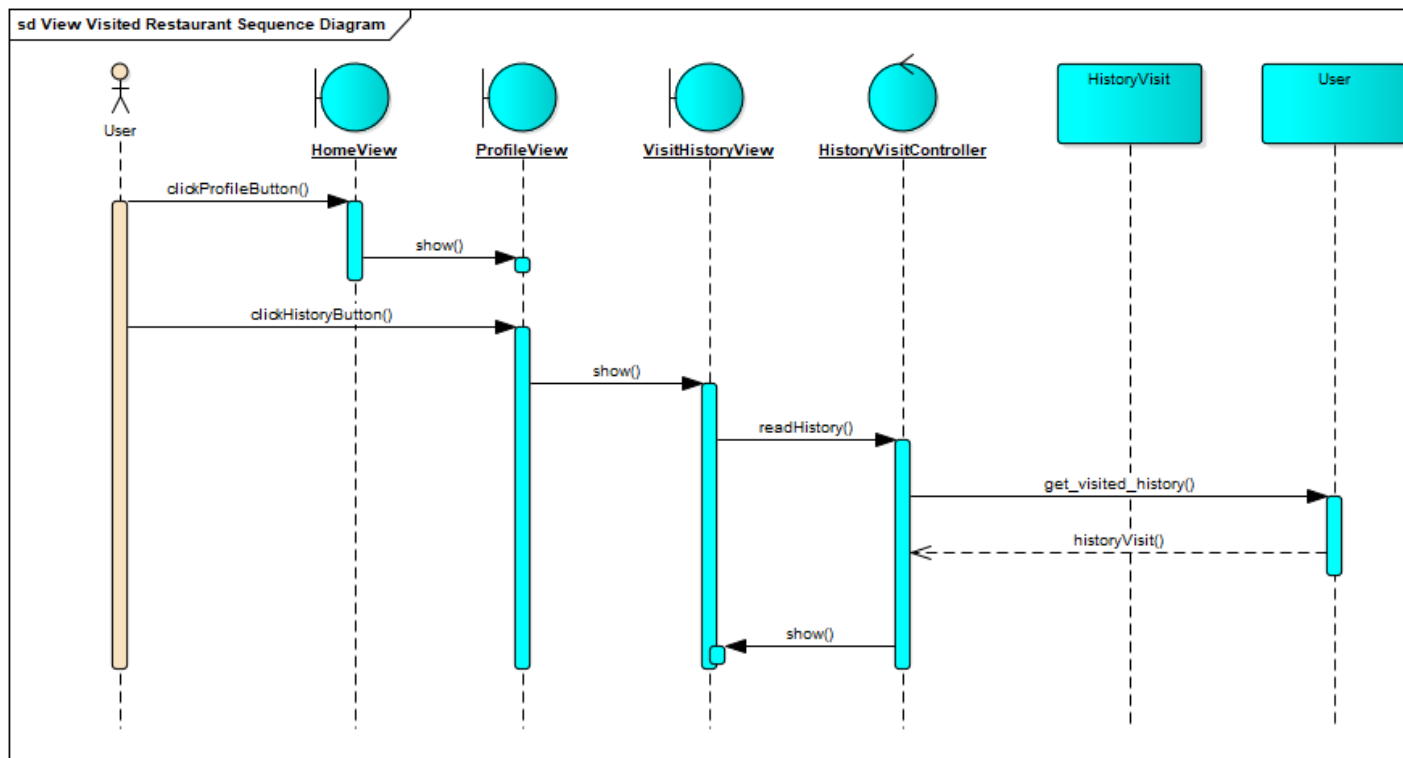 sd View Visited Restaurant Sequence Diagram
User
HomeView
ProfileView
VisitHistoryView
HistoryVisitController
HistoryVisit
User
clickProfileButton()
show()
clickHistoryButton()
show()
readHistory()
get_visited_history()
historyVisit()
show()